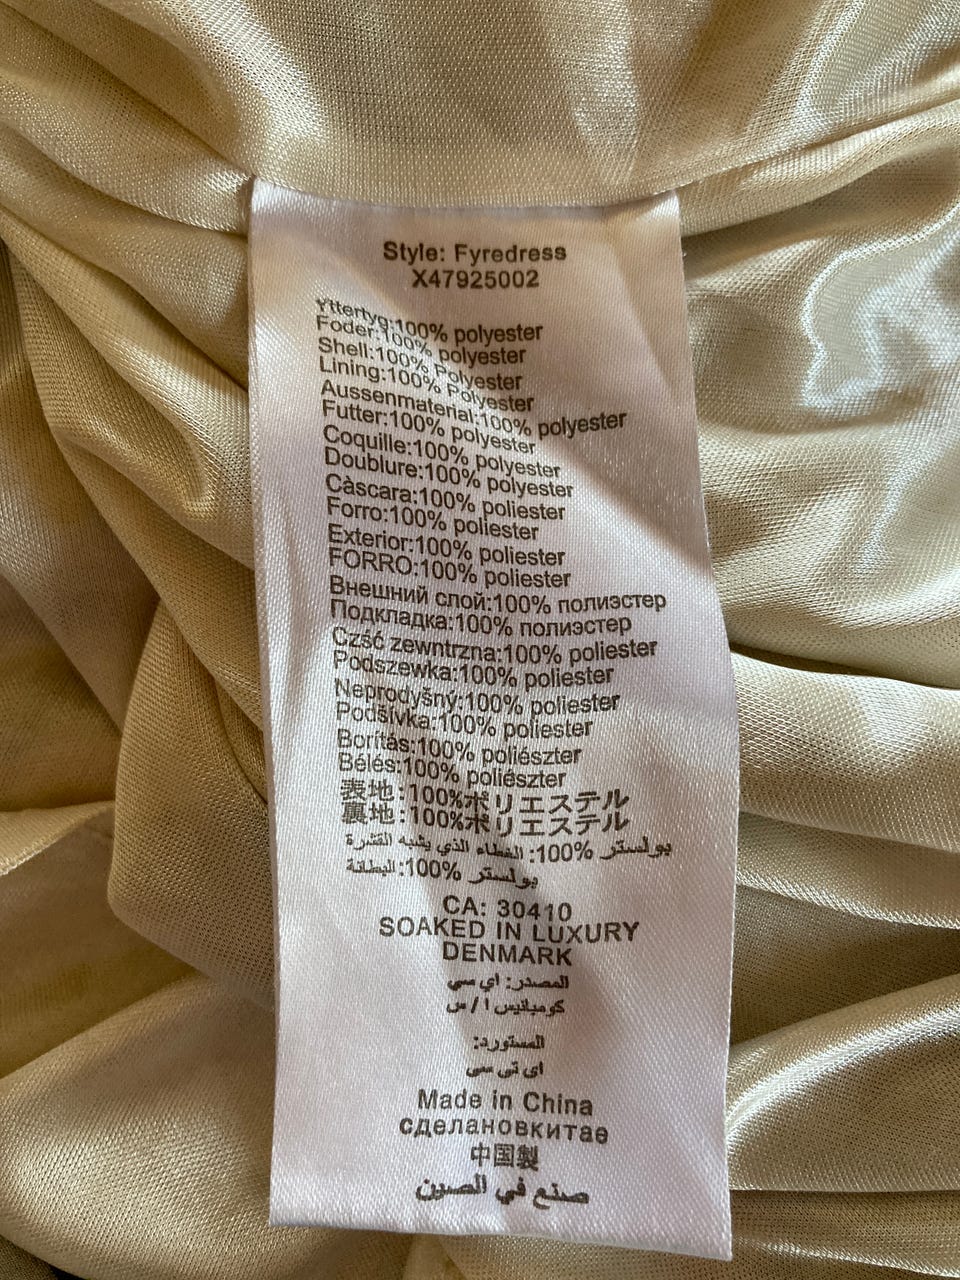 Style: Fyredress
X47925002
Yttertyg:100% polyester
Foder:100% polyester
Shell:100% Polyester
Lining:100% Polyester
Aussenmaterial:100% polyester
Futter:100% polyester
Coquille:100% polyester
Doublure:100% polyester
Càscara:100% poliester
Forro:100% poliester
Exterior:100% poliester
FORRO:100% poliester
Внешний слой:100% полиэстер
Подкладка:100% полиэстер
Czść zewntrzna:100% poliester
Podszewka:100% poliester
Neprodyšný:100% poliester
Podšívka:100% poliester
Borítás:100% poliészter
Bélés:100% poliészter
表地:100%ポリエステル
裏地:100%ポリエステル
بولستر %100: الغطاء الذي يشبه القشرة
بولستر %100: البطانة
CA: 30410
SOAKED IN LUXURY
DENMARK
المصدر: اي سي
كومبانيس ا / س
المستورد:
اى تى سى
Made in China
сделановкитае
中国製
صنع في الصين